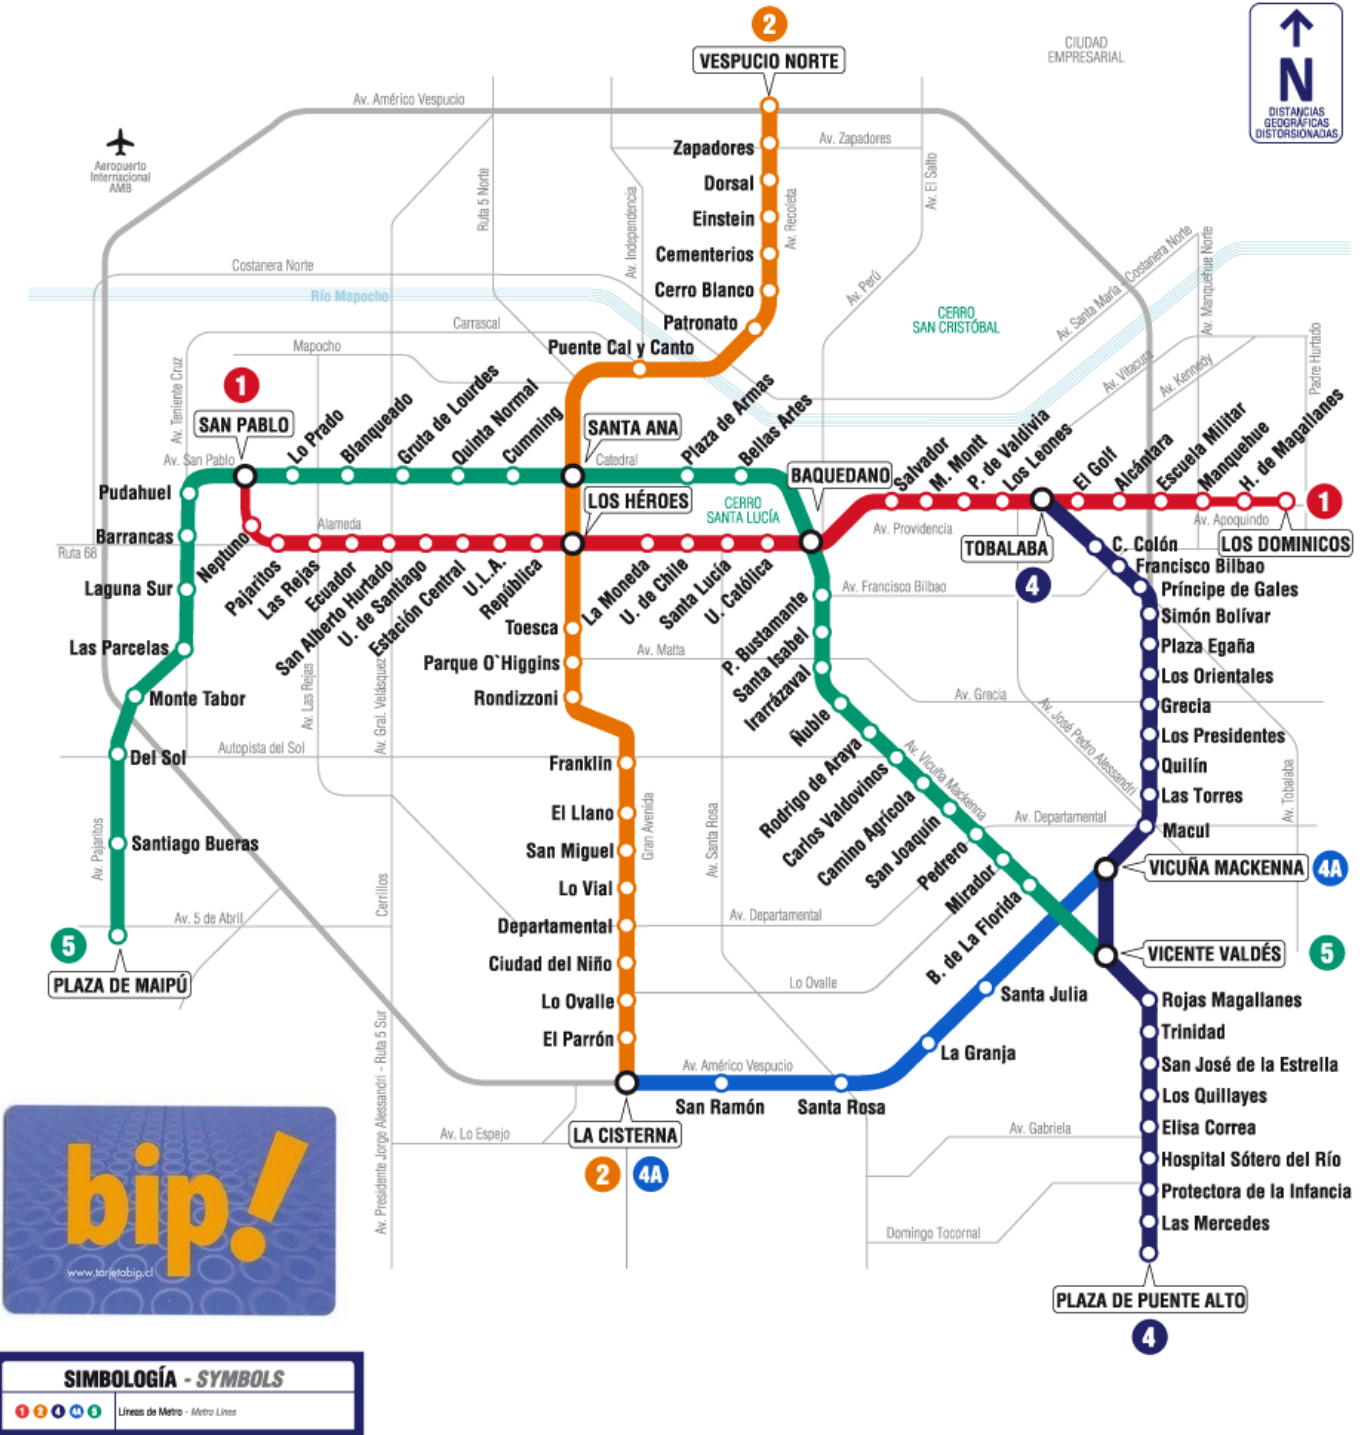 2
VESPUCIO NORTE
CIUDAD
EMPRESARIAL
N
DISTANCIAS
GEOGRÁFICAS
DISTORSIONADAS
Av. Américo Vespucio
Aeropuerto
Internacional
AMB
Zapadores
Av. Zapadores
Dorsal
Einstein
Cementerios
Cerro Blanco
Patronato
Puente Cal y Canto
Ruta 5 Norte
Av. Independencia
Av. Recoleta
Av. El Salto
Av. Perú
Costanera Norte
Río Mapocho
Carrascal
Mapocho
CERRO
SAN CRISTÓBAL
Av. Santa María - Costanera Norte
Av. Manquehue Norte
Av. Vitacura
Av. Kennedy
Padre Hurtado
Av. Teniente Cruz
1
SAN PABLO
Av. San Pablo
Lo Prado
Blanqueado
Gruta de Lourdes
Quinta Normal
Cumming
SANTA ANA
Catedral
Plaza de Armas
Bellas Artes
BAQUEDANO
LOS HÉROES
CERRO
SANTA LUCÍA
Salvador
M. Montt
P. de Valdivia
Los Leones
El Golf
Alcántara
Escuela Militar
Manquehue
H. de Magallanes
1
LOS DOMINICOS
Av. Providencia
Av. Apoquindo
TOBALABA
4
Pudahuel
Barrancas
Ruta 68
Laguna Sur
Las Parcelas
Monte Tabor
Del Sol
Santiago Bueras
Av. Pajaritos
5
PLAZA DE MAIPÚ
Av. 5 de Abril
Alameda
Neptuno
Pajaritos
Las Rejas
Ecuador
San Alberto Hurtado
U. de Santiago
Estación Central
U.L.A.
República
La Moneda
U. de Chile
Santa Lucía
U. Católica
Av. Las Rejas
Av. Gral. Velásquez
Autopista del Sol
Cerrillos
Toesca
Parque O`Higgins
Rondizzoni
Franklin
El Llano
San Miguel
Lo Vial
Departamental
Ciudad del Niño
Lo Ovalle
El Parrón
Gran Avenida
Av. Santa Rosa
Av. Matta
Av. Grecia
Av. Francisco Bilbao
P. Bustamante
Santa Isabel
Irarrázaval
Ñuble
Rodrigo de Araya
Carlos Valdovinos
Camino Agrícola
San Joaquín
Pedrero
Mirador
B. de La Florida
Av. Vicuña Mackenna
Av. José Pedro Alessandri
Av. Departamental
Av. Departamental
Lo Ovalle
Av. Tobalaba
C. Colón
Francisco Bilbao
Príncipe de Gales
Simón Bolívar
Plaza Egaña
Los Orientales
Grecia
Los Presidentes
Quilín
Las Torres
Macul
VICUÑA MACKENNA
4A
VICENTE VALDÉS
5
Rojas Magallanes
Trinidad
San José de la Estrella
Los Quillayes
Elisa Correa
Hospital Sótero del Río
Protectora de la Infancia
Las Mercedes
PLAZA DE PUENTE ALTO
4
Santa Julia
La Granja
Santa Rosa
San Ramón
Av. Américo Vespucio
LA CISTERNA
2 4A
Av. Lo Espejo
Av. Presidente Jorge Alessandri - Ruta 5 Sur
Av. Gabriela
Domingo Tocornal
bip!
www.tarjetabip.cl
SIMBOLOGÍA - SYMBOLS
1 2 4 4A 5 Líneas de Metro - Metro Lines